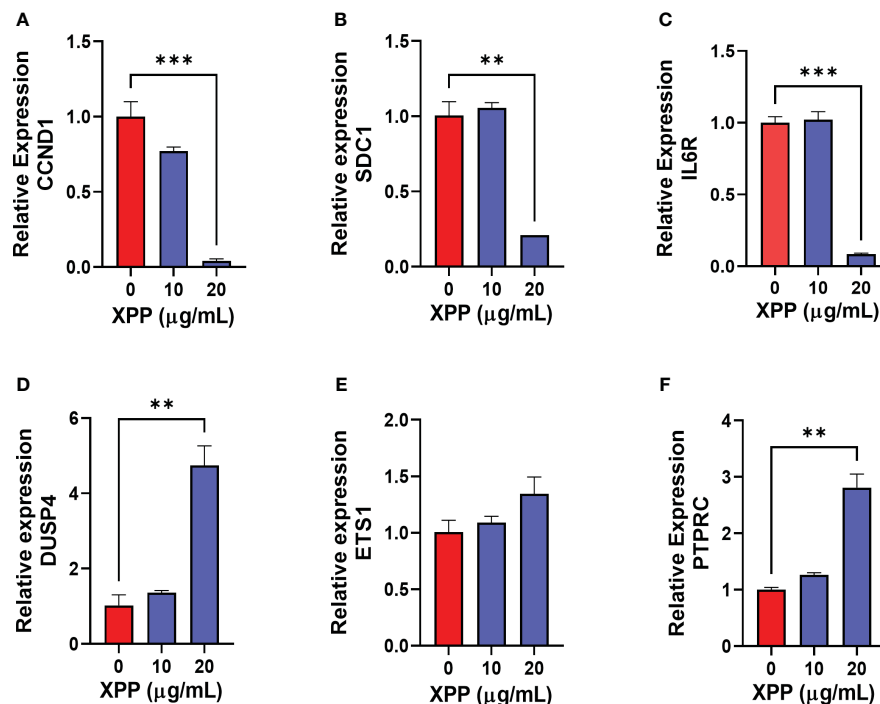 A
Relative Expression
CCND1
1.5
1.0
0.5
0.0
***
0 10 20
XPP (μg/mL)
B
Relative expression
SDC1
1.5
1.0
0.5
0.0
**
0 10 20
XPP (μg/mL)
C
Relative Expression
IL6R
1.5
1.0
0.5
0.0
***
0 10 20
XPP (μg/mL)
D
Relative expression
DUSP4
6
4
2
0
**
0 10 20
XPP (μg/mL)
E
Relative expression
ETS1
2.0
1.5
1.0
0.5
0.0
0 10 20
XPP (μg/mL)
F
Relative Expression
PTPRC
4
3
2
1
0
**
0 10 20
XPP (μg/mL)